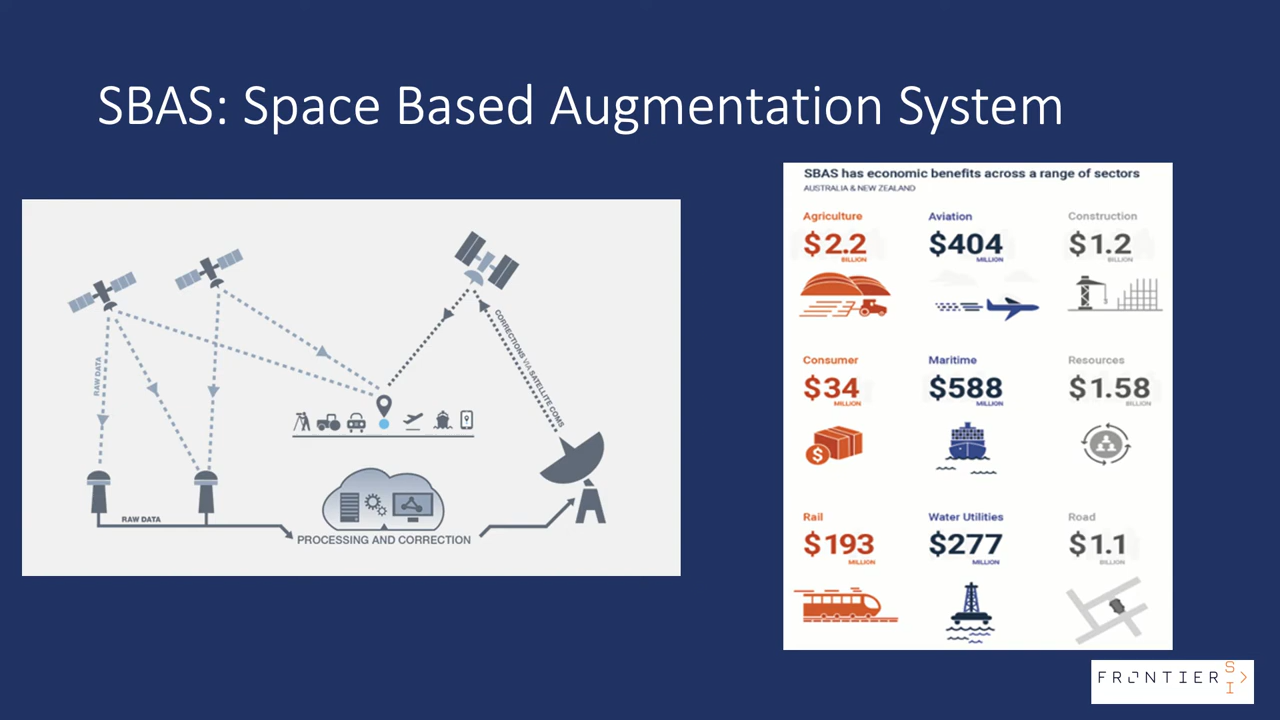 SBAS: Space Based Augmentation System
RAW DATA
RAW DATA
CORRECTIONS VIA SATELLITE COMS
PROCESSING AND CORRECTION
SBAS has economic benefits across a range of sectors
AUSTRALIA & NEW ZEALAND
Agriculture Aviation Construction
$2.2 $404 $1.2
BILLION MILLION BILLION
Consumer Maritime Resources
$34 $588 $1.58
MILLION MILLION BILLION
Rail Water Utilities Road
$193 $277 $1.1
MILLION MILLION BILLION
FRONTIER SI